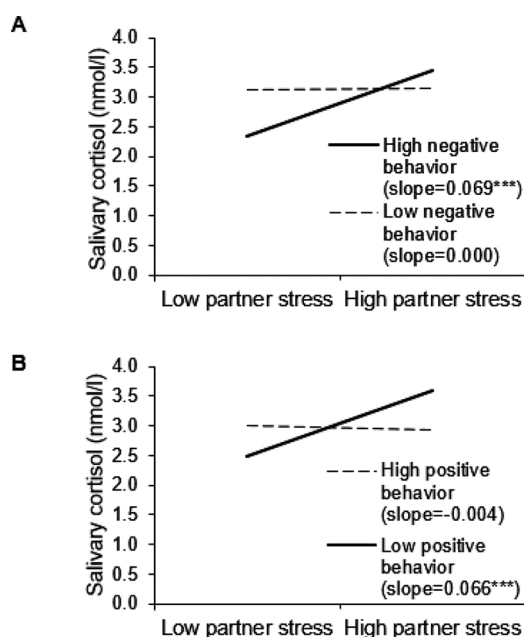 A
Salivary cortisol (nmol/l)
4.0
3.5
3.0
2.5
2.0
1.5
1.0
0.5
0.0
High negative
behavior
(slope=0.069***)
Low negative
behavior
(slope=0.000)
Low partner stress High partner stress
B
Salivary cortisol (nmol/l)
4.0
3.5
3.0
2.5
2.0
1.5
1.0
0.5
0.0
High positive
behavior
(slope=-0.004)
Low positive
behavior
(slope=0.066***)
Low partner stress High partner stress